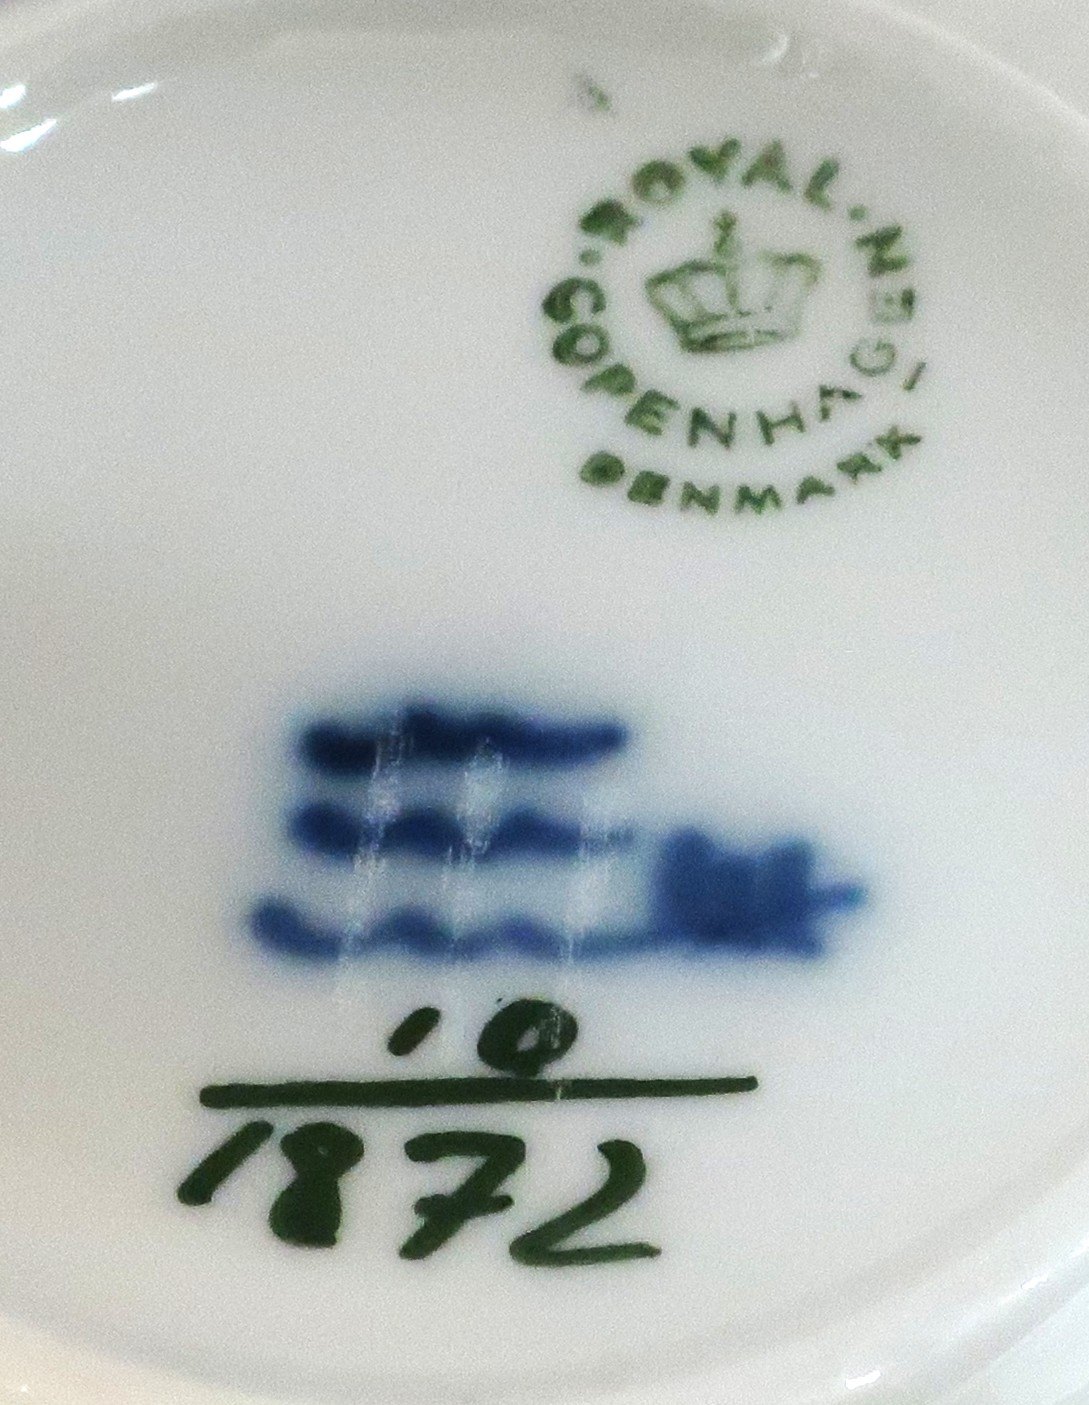 ROYAL · COPENHAGEN ·
DENMARK
10
1872